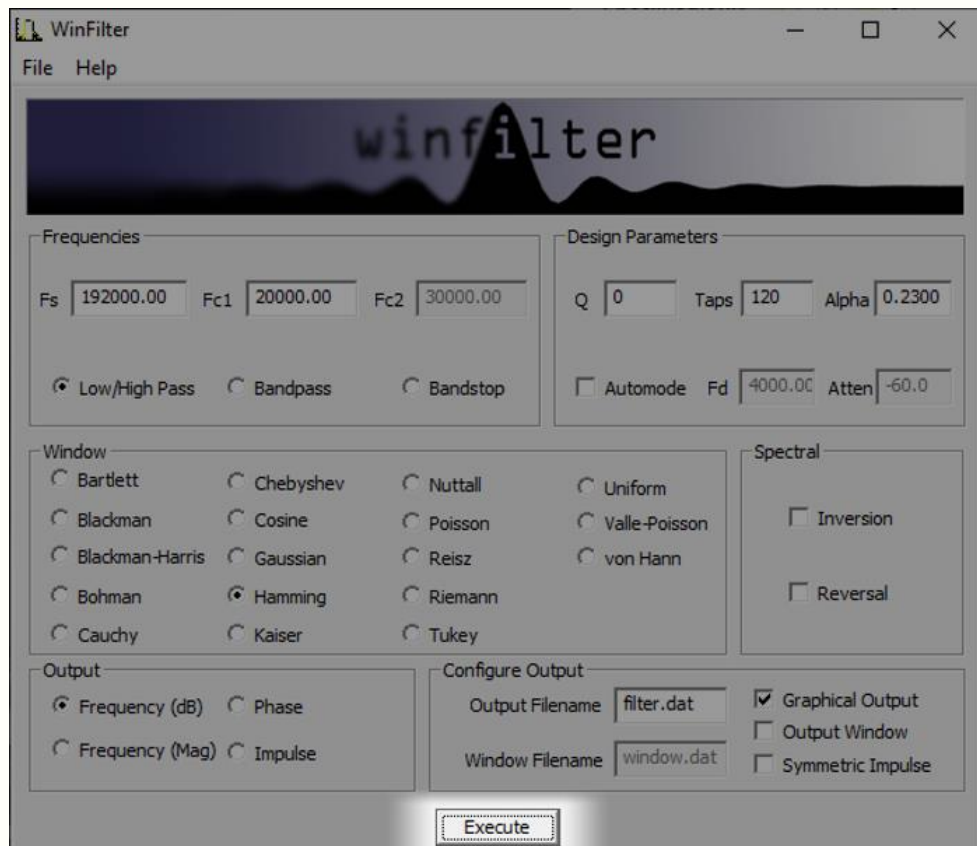 WinFilter
File Help
winfilter
Frequencies
Fs 192000.00 Fc1 20000.00 Fc2 30000.00
Low/High Pass Bandpass Bandstop
Design Parameters
Q 0 Taps 120 Alpha 0.2300
Automode Fd 4000.00 Atten -60.0
Window
Bartlett Chebyshev Nuttall Uniform
Blackman Cosine Poisson Valle-Poisson
Blackman-Harris Gaussian Reisz von Hann
Bohman Hamming Riemann
Cauchy Kaiser Tukey
Spectral
Inversion
Reversal
Output
Frequency (dB) Phase
Frequency (Mag) Impulse
Configure Output
Output Filename filter.dat Graphical Output
Output Window
Window Filename window.dat Symmetric Impulse
Execute